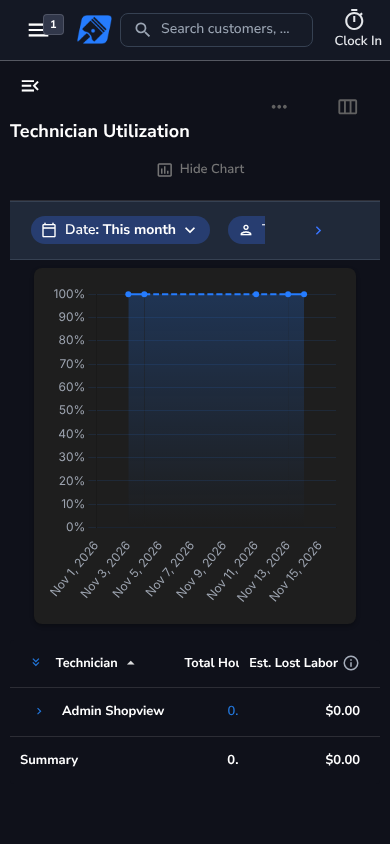 1
Search customers, ...
Clock In
Technician Utilization
Hide Chart
Date: This month
100%
90%
80%
70%
60%
50%
40%
30%
20%
10%
0%
Nov 1, 2026
Nov 3, 2026
Nov 5, 2026
Nov 7, 2026
Nov 9, 2026
Nov 11, 2026
Nov 13, 2026
Nov 15, 2026
Technician Total Hou Est. Lost Labor
Admin Shopview 0. $0.00
Summary 0. $0.00